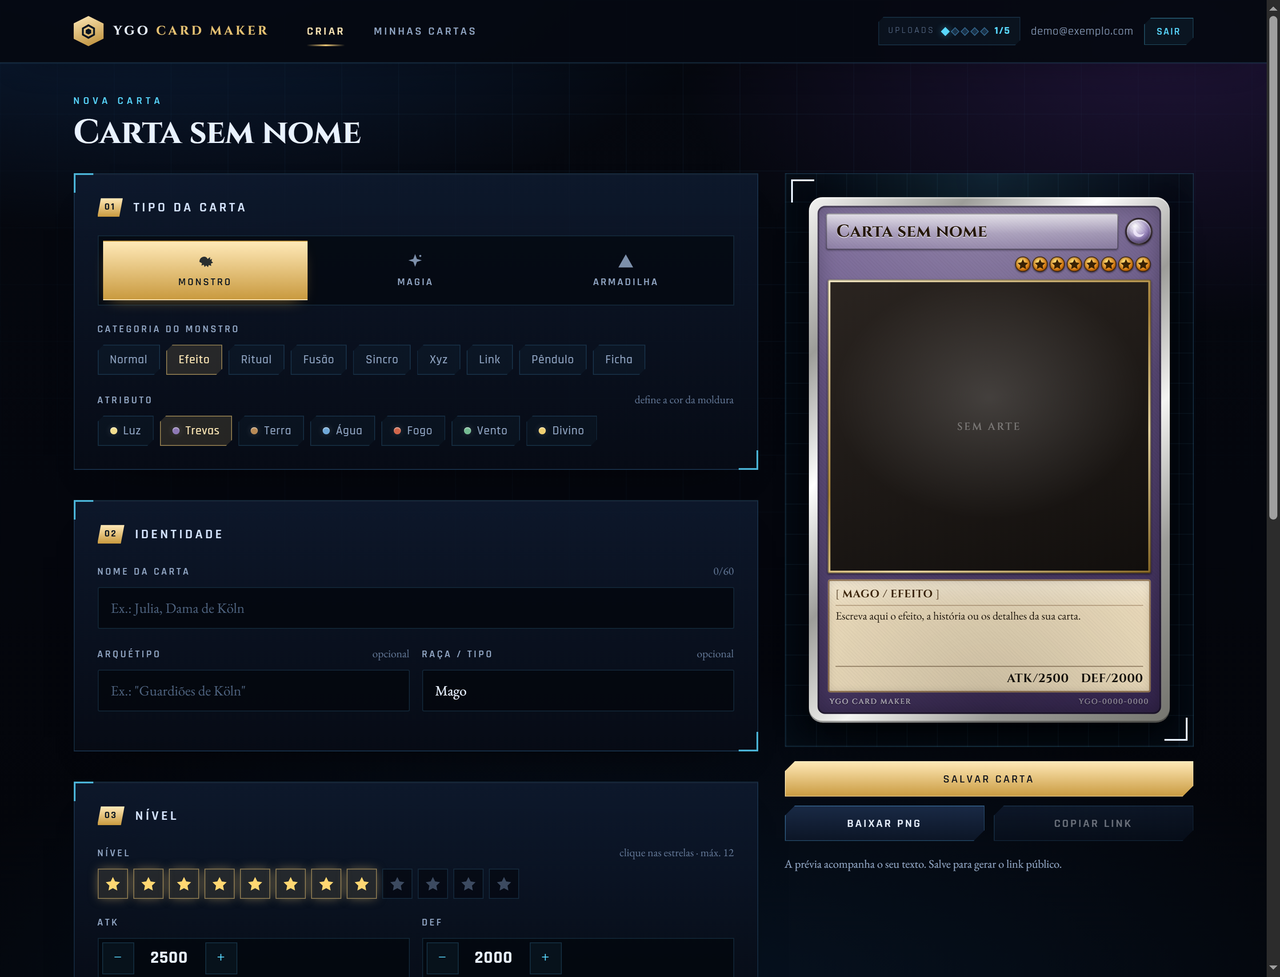 YGO CARD MAKER
CRIAR
MINHAS CARTAS
UPLOADS 1/5
demo@exemplo.com
SAIR
NOVA CARTA
Carta sem nome
01 TIPO DA CARTA
MONSTRO
MAGIA
ARMADILHA
CATEGORIA DO MONSTRO
Normal Efeito Ritual Fusão Sincro Xyz Link Pêndulo Ficha
ATRIBUTO define a cor da moldura
Luz Trevas Terra Água Fogo Vento Divino
02 IDENTIDADE
NOME DA CARTA 0/60
Ex.: Julia, Dama de Köln
ARQUÉTIPO opcional
RAÇA / TIPO opcional
Ex.: "Guardiões de Köln"
Mago
03 NÍVEL
NÍVEL clique nas estrelas · máx. 12
ATK
DEF
− 2500 +
− 2000 +
Carta sem nome
SEM ARTE
[ MAGO / EFEITO ]
Escreva aqui o efeito, a história ou os detalhes da sua carta.
ATK/2500 DEF/2000
YGO CARD MAKER YGO-0000-0000
SALVAR CARTA
BAIXAR PNG
COPIAR LINK
A prévia acompanha o seu texto. Salve para gerar o link público.